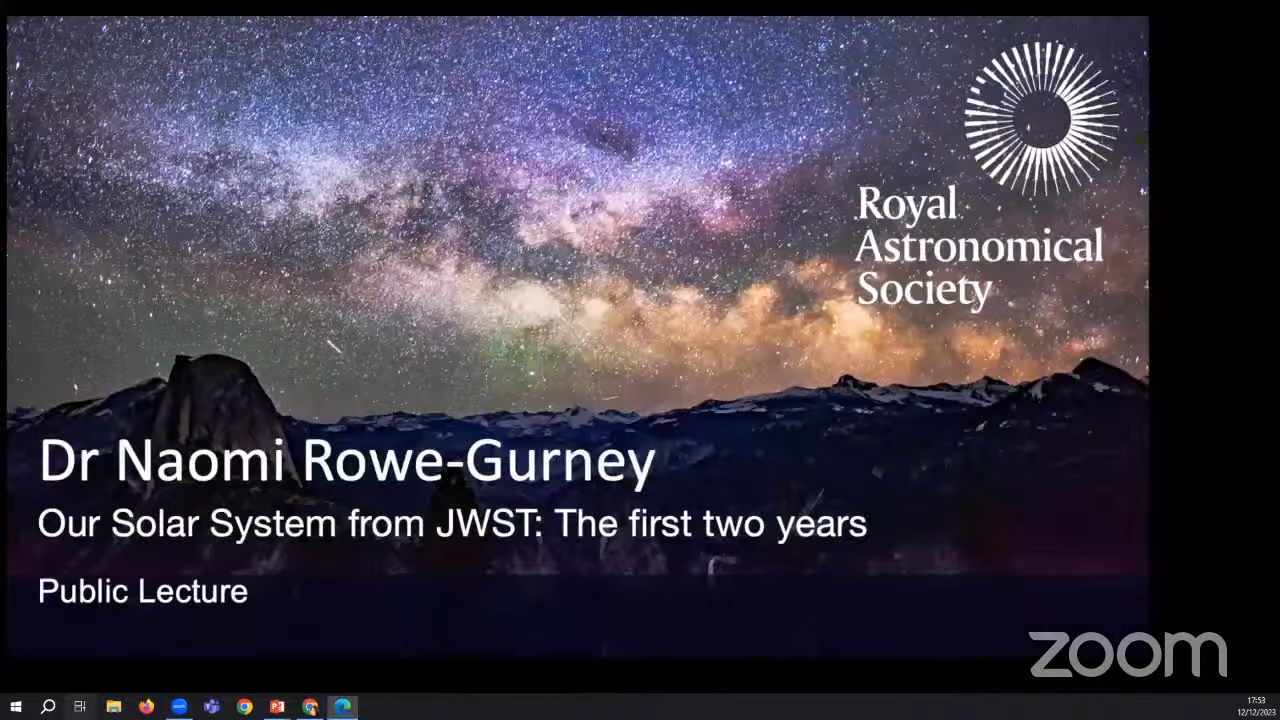 Royal
Astronomical
Society
Dr Naomi Rowe-Gurney
Our Solar System from JWST: The first two years
Public Lecture
zoom
zoom
17:53
12/12/2023